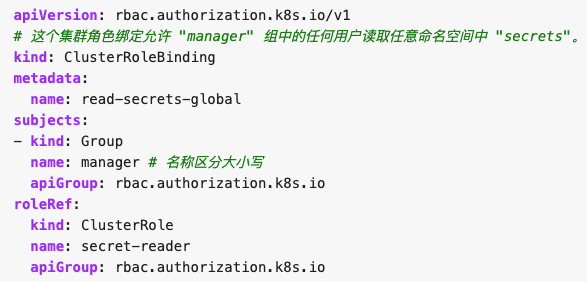 apiVersion: rbac.authorization.k8s.io/v1
# 这个集群角色绑定允许 "manager" 组中的任何用户读取任意命名空间中 "secrets"。
kind: ClusterRoleBinding
metadata:
  name: read-secrets-global
subjects:
- kind: Group
  name: manager # 名称区分大小写
  apiGroup: rbac.authorization.k8s.io
roleRef:
  kind: ClusterRole
  name: secret-reader
  apiGroup: rbac.authorization.k8s.io